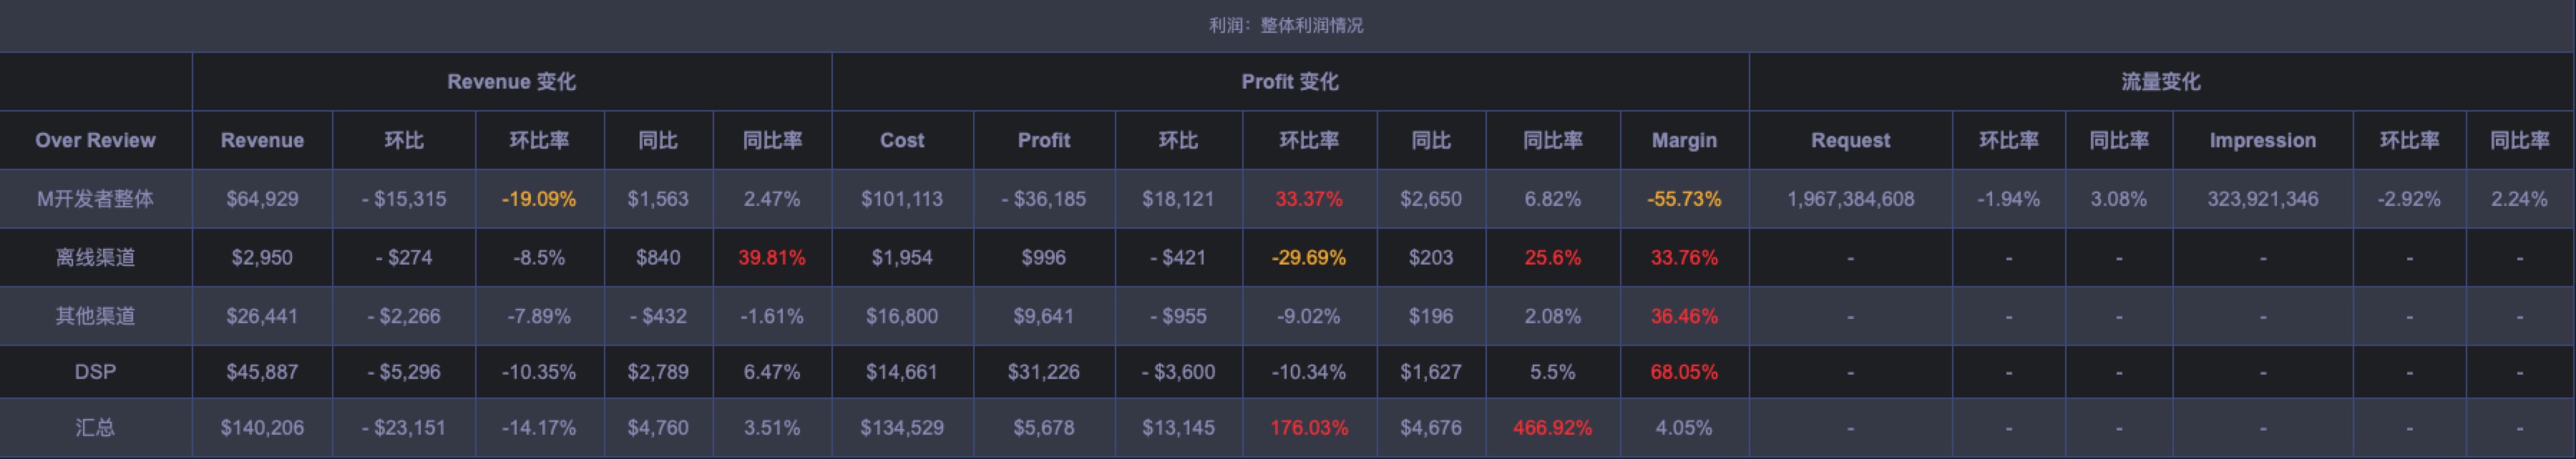 利润：整体利润情况
Revenue 变化 Profit 变化 流量变化
Over Review Revenue 环比 环比率 同比 同比率 Cost Profit 环比 环比率 同比 同比率 Margin Request 环比率 同比率 Impression 环比率 同比率
M开发者整体 $64,929 - $15,315 -19.09% $1,563 2.47% $101,113 - $36,185 $18,121 33.37% $2,650 6.82% -55.73% 1,967,384,608 -1.94% 3.08% 323,921,346 -2.92% 2.24%
离线渠道 $2,950 - $274 -8.5% $840 39.81% $1,954 $996 - $421 -29.69% $203 25.6% 33.76% - - - - - -
其他渠道 $26,441 - $2,266 -7.89% - $432 -1.61% $16,800 $9,641 - $955 -9.02% $196 2.08% 36.46% - - - - - -
DSP $45,887 - $5,296 -10.35% $2,789 6.47% $14,661 $31,226 - $3,600 -10.34% $1,627 5.5% 68.05% - - - - - -
汇总 $140,206 - $23,151 -14.17% $4,760 3.51% $134,529 $5,678 $13,145 176.03% $4,676 466.92% 4.05% - - - - - -